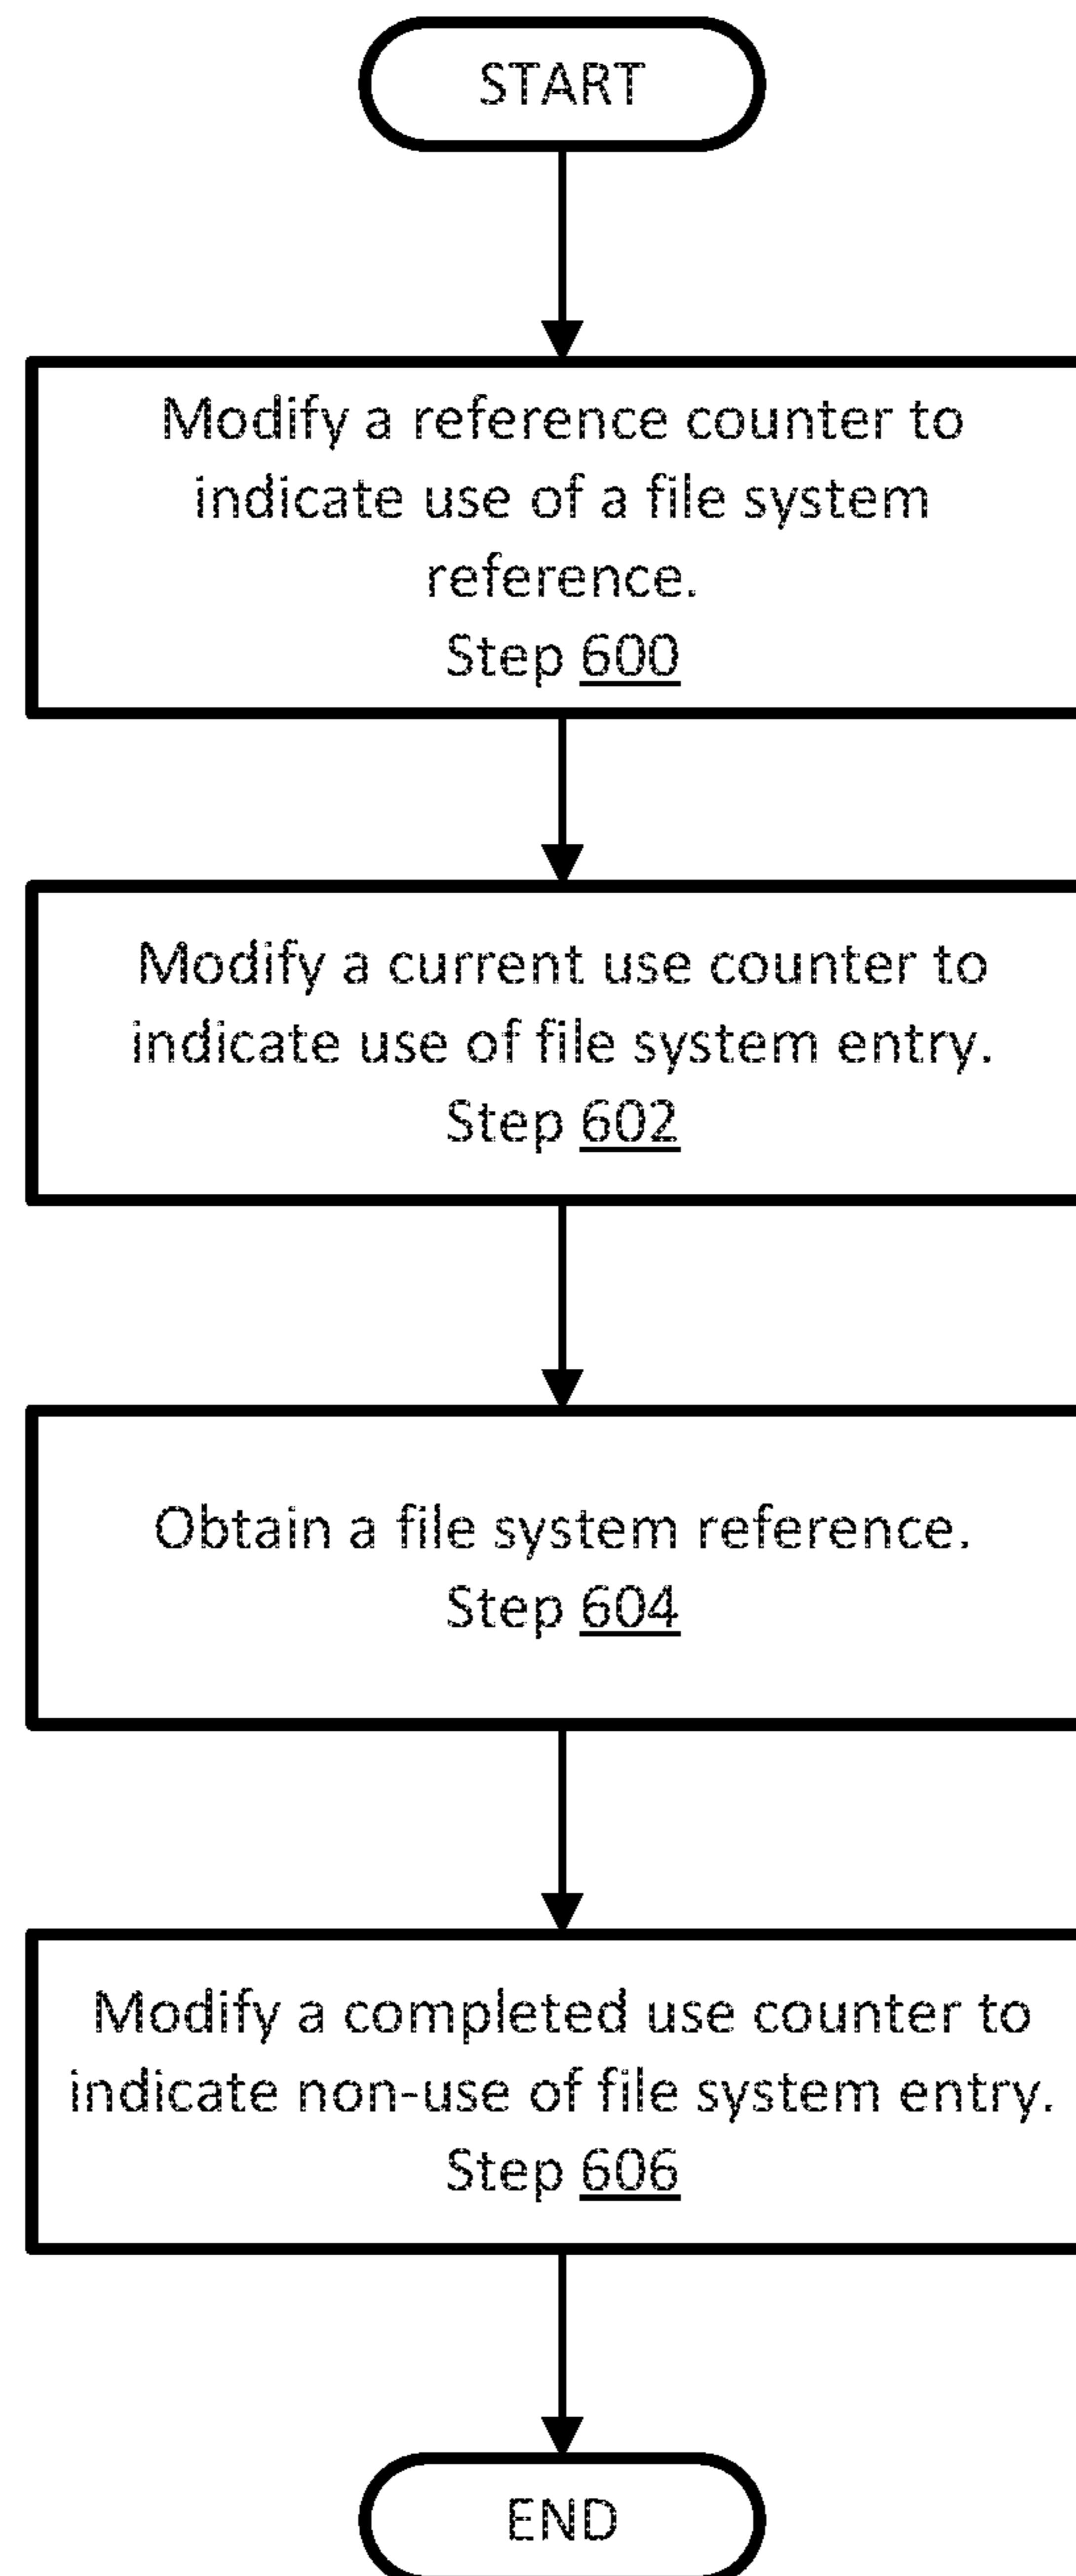 START
Modify a reference counter to
indicate use of a file system
reference.
Step 600
Modify a current use counter to
indicate use of file system entry.
Step 602
Obtain a file system reference.
Step 604
Modify a completed use counter to
indicate non-use of file system entry.
Step 606
END